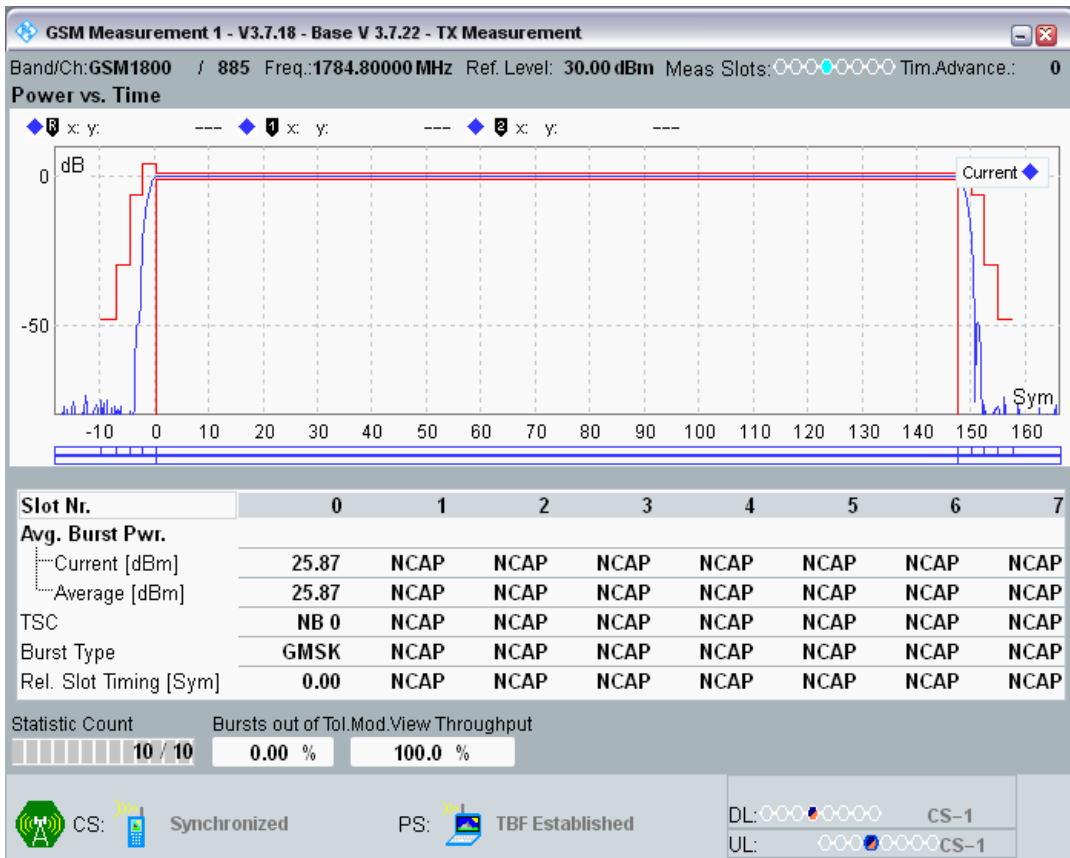 GSM Measurement 1 - V3.7.18 - Base V 3.7.22 - TX Measurement
Band/Ch:GSM1800 / 885 Freq.:1784.80000 MHz Ref. Level: 30.00 dBm Meas Slots: Tim.Advance.: 0
Power vs. Time
R x: y: --- 1 x: y: --- 2 x: y: ---
dB
Current
0
-50
Sym
-10 0 10 20 30 40 50 60 70 80 90 100 110 120 130 140 150 160
Slot Nr. 0 1 2 3 4 5 6 7
Avg. Burst Pwr.
Current [dBm] 25.87 NCAP NCAP NCAP NCAP NCAP NCAP NCAP
Average [dBm] 25.87 NCAP NCAP NCAP NCAP NCAP NCAP NCAP
TSC NB 0 NCAP NCAP NCAP NCAP NCAP NCAP NCAP
Burst Type GMSK NCAP NCAP NCAP NCAP NCAP NCAP NCAP
Rel. Slot Timing [Sym] 0.00 NCAP NCAP NCAP NCAP NCAP NCAP NCAP
Statistic Count Bursts out of Tol.Mod.View Throughput
10 / 10 0.00 % 100.0 %
CS: Synchronized PS: TBF Established
DL: CS-1
UL: CS-1